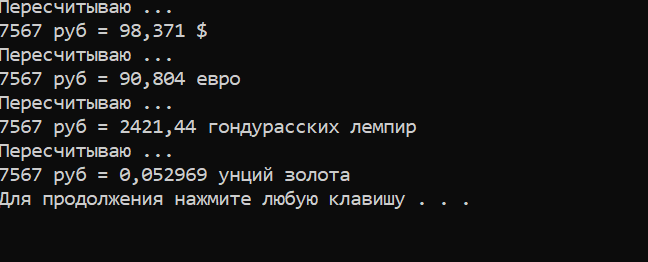 Пересчитываю ...
7567 руб = 98,371 $
Пересчитываю ...
7567 руб = 90,804 евро
Пересчитываю ...
7567 руб = 2421,44 гондурасских лемпир
Пересчитываю ...
7567 руб = 0,052969 унций золота
Для продолжения нажмите любую клавишу . . .